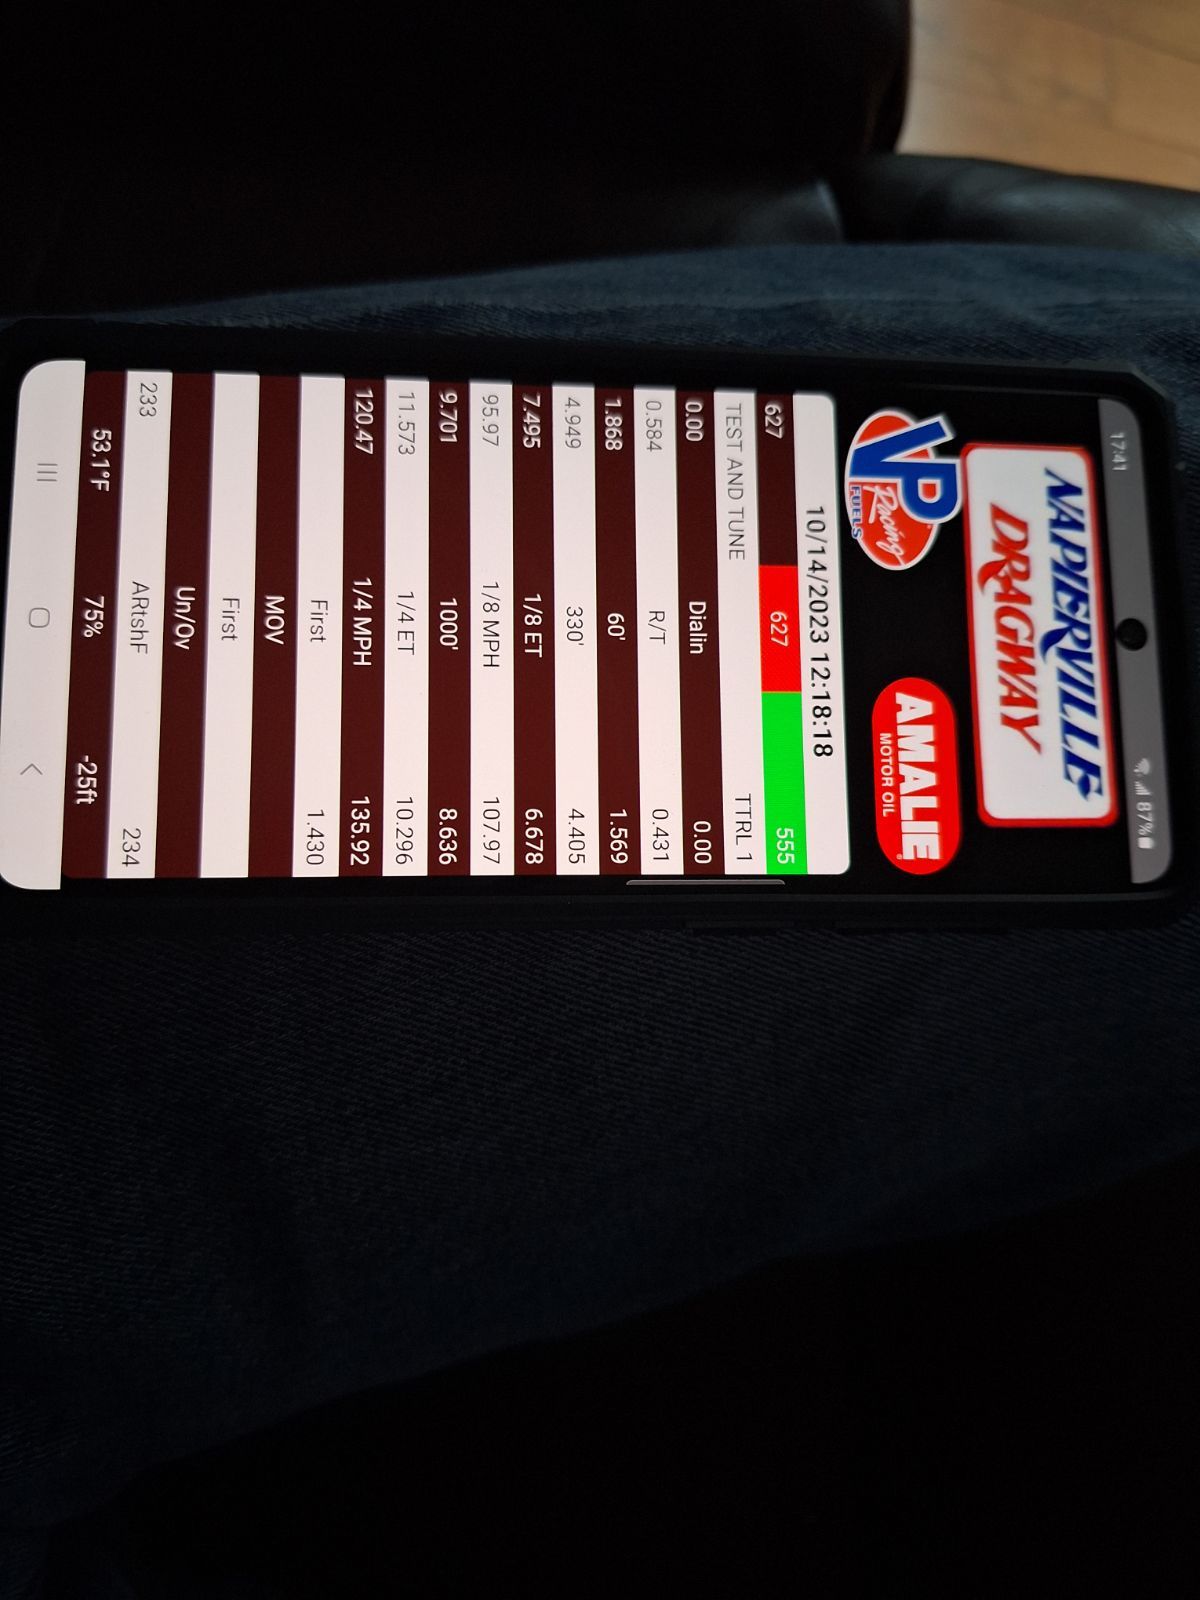 17:41
87%
NAPIERVILLE
DRAGWAY
VP
Racing
FUELS
AMALIE
MOTOR OIL
10/14/2023 12:18:18
627 627 555
TEST AND TUNE TTRL 1
0.00 Dialin 0.00
0.584 R/T 0.431
1.868 60' 1.569
4.949 330' 4.405
7.495 1/8 ET 6.678
95.97 1/8 MPH 107.97
9.701 1000' 8.636
11.573 1/4 ET 10.296
120.47 1/4 MPH 135.92
First 1.430
MOV
First
Un/Ov
233 ARtshF 234
53.1°F 75% -25ft